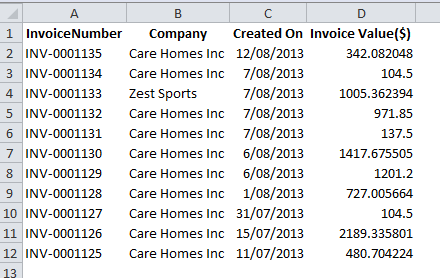 A B C D
1 InvoiceNumber Company Created On Invoice Value($)
2 INV-0001135 Care Homes Inc 12/08/2013 342.082048
3 INV-0001134 Care Homes Inc 7/08/2013 104.5
4 INV-0001133 Zest Sports 7/08/2013 1005.362394
5 INV-0001132 Care Homes Inc 7/08/2013 971.85
6 INV-0001131 Care Homes Inc 7/08/2013 137.5
7 INV-0001130 Care Homes Inc 6/08/2013 1417.675505
8 INV-0001129 Care Homes Inc 6/08/2013 1201.2
9 INV-0001128 Care Homes Inc 1/08/2013 727.005664
10 INV-0001127 Care Homes Inc 31/07/2013 104.5
11 INV-0001126 Care Homes Inc 15/07/2013 2189.335801
12 INV-0001125 Care Homes Inc 11/07/2013 480.704224
13